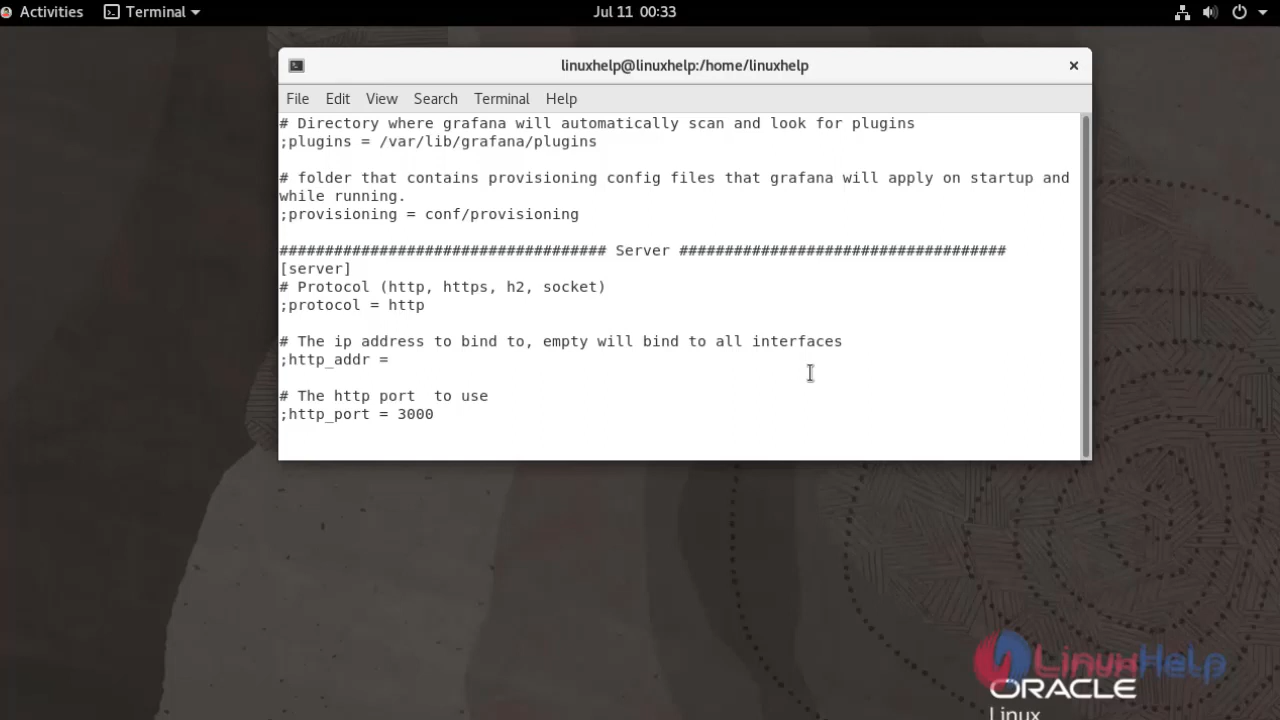 Activities
Terminal
Jul 11 00:33
linuxhelp@linuxhelp:/home/linuxhelp
File Edit View Search Terminal Help
# Directory where grafana will automatically scan and look for plugins
;plugins = /var/lib/grafana/plugins
# folder that contains provisioning config files that grafana will apply on startup and
while running.
;provisioning = conf/provisioning
#################################### Server ####################################
[server]
# Protocol (http, https, h2, socket)
;protocol = http
# The ip address to bind to, empty will bind to all interfaces
;http_addr =
# The http port  to use
;http_port = 3000
LinuxHelp
ORACLE
Linux